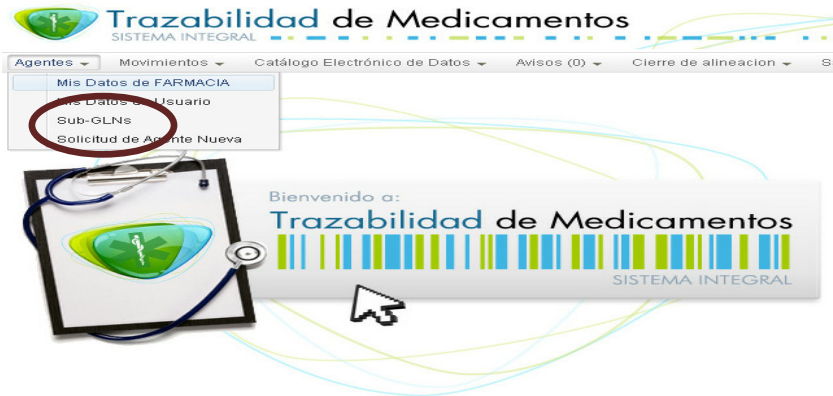 Trazabilidad de Medicamentos
SISTEMA INTEGRAL
Agentes Movimientos Catálogo Electrónico de Datos Avisos (0) Cierre de alineacion S
Mis Datos de FARMACIA
Mis Datos de Usuario
Sub-GLNs
Solicitud de Agente Nueva
Bienvenido a:
Trazabilidad de Medicamentos
SISTEMA INTEGRAL